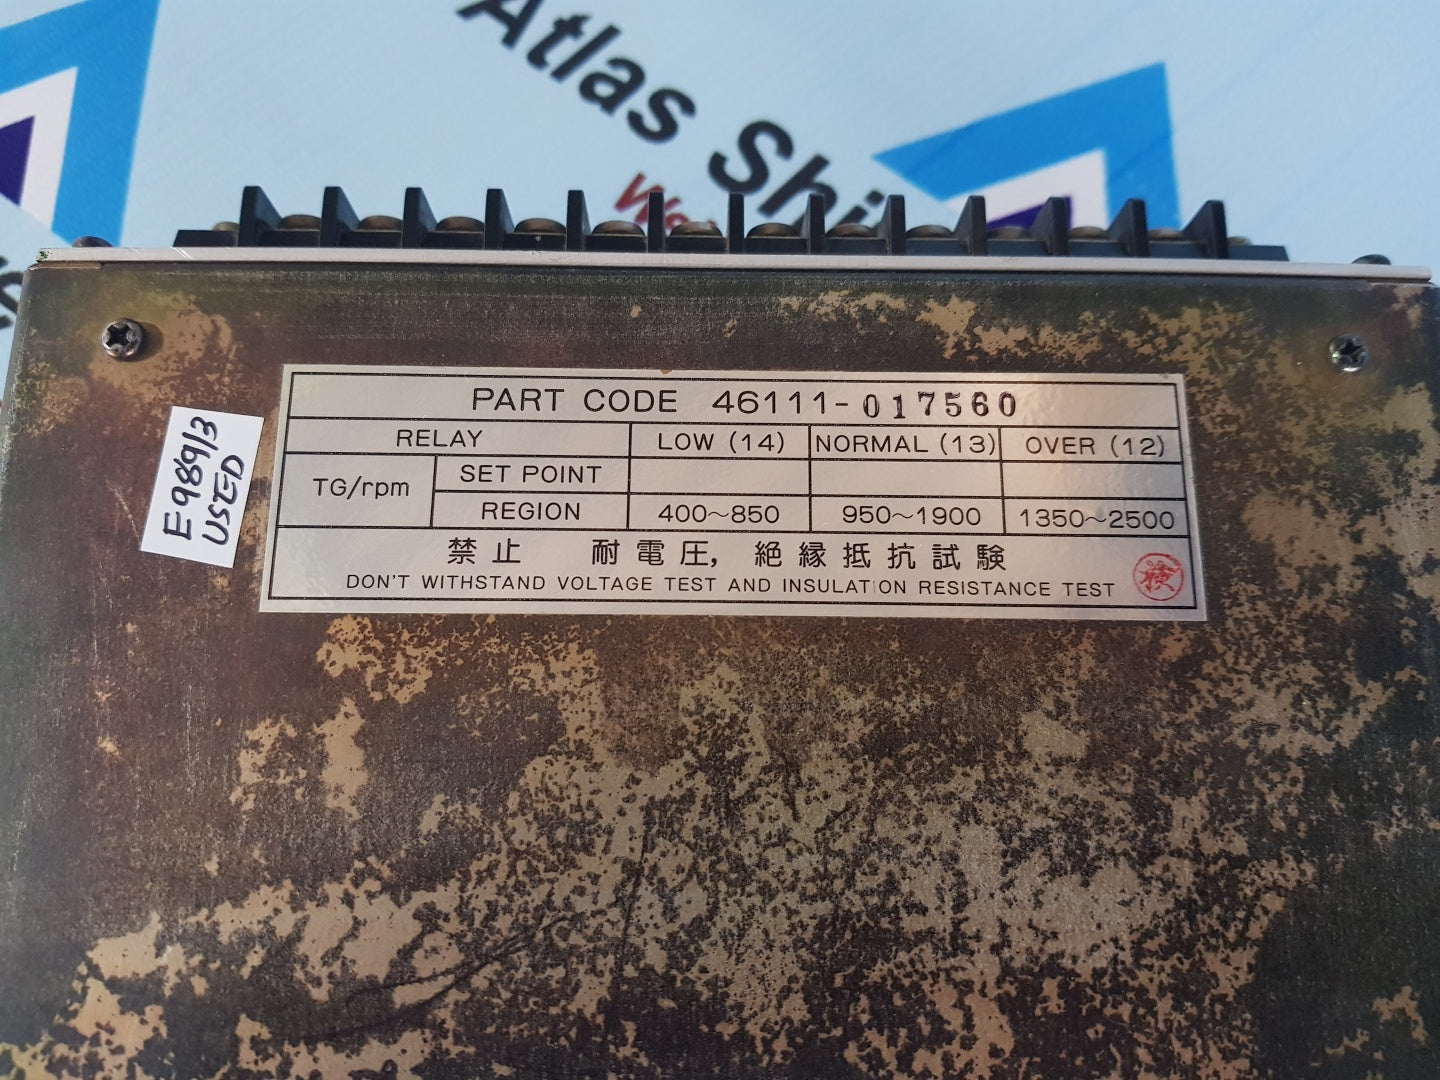 Atlas Shi
We
PART CODE 46111-017560
RELAY LOW (14) NORMAL (13) OVER (12)
TG/rpm SET POINT
REGION 400~850 950~1900 1350~2500
禁止 耐電圧, 絶縁抵抗試験
DON'T WITHSTAND VOLTAGE TEST AND INSULATION RESISTANCE TEST
検
E989/3
USED